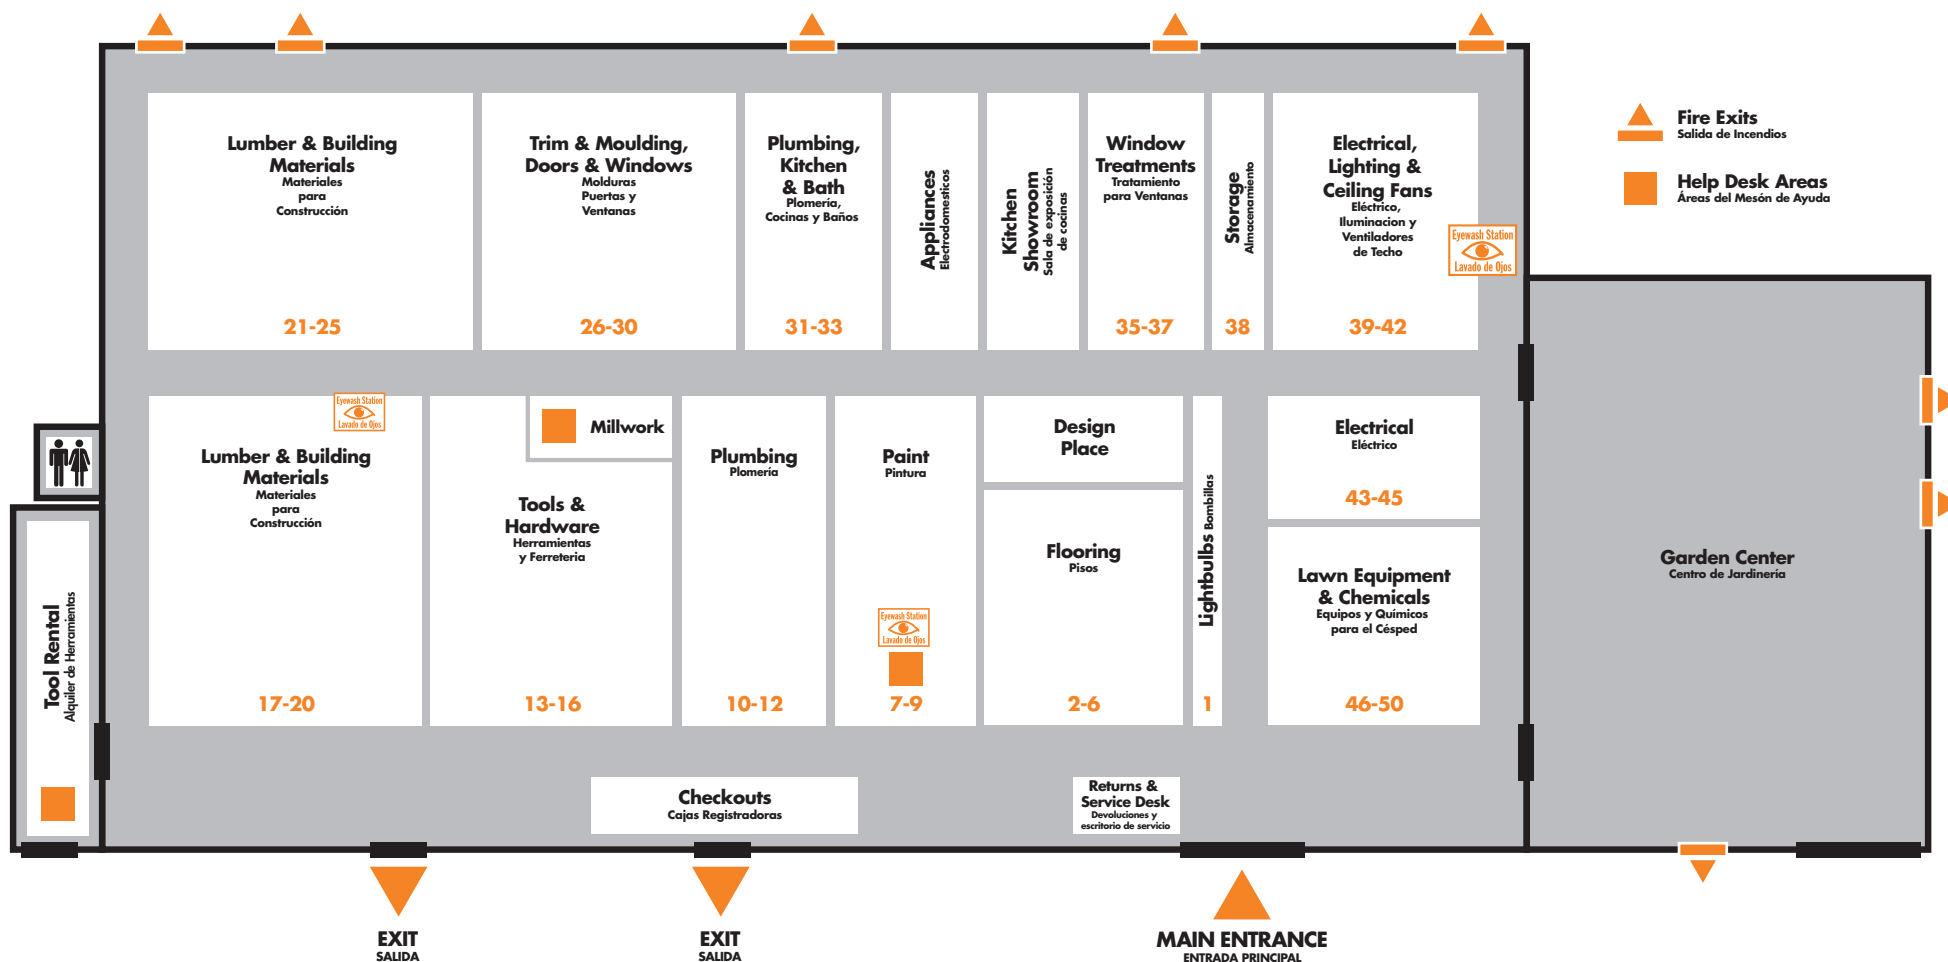 Lumber & Building
Materials
Materiales
para
Construcción
21-25
Trim & Moulding,
Doors & Windows
Molduras
Puertas y
Ventanas
26-30
Plumbing,
Kitchen
& Bath
Plomería,
Cocinas y Baños
31-33
Appliances
Electrodomesticos
Kitchen
Showroom
Sala de exposición
de cocinas
Window
Treatments
Tratamiento
para Ventanas
35-37
Storage
Almacenamiento
38
Electrical,
Lighting &
Ceiling Fans
Eléctrico,
Iluminacion y
Ventiladores
de Techo
39-42
Eyewash Station
Lavado de Ojos
Fire Exits
Salida de Incendios
Help Desk Areas
Áreas del Mesón de Ayuda
Eyewash Station
Lavado de Ojos
Lumber & Building
Materials
Materiales
para
Construcción
17-20
Millwork
Tools &
Hardware
Herramientas
y Ferreteria
13-16
Plumbing
Plomería
10-12
Paint
Pintura
Eyewash Station
Lavado de Ojos
7-9
Design
Place
Flooring
Pisos
2-6
Lightbulbs Bombillas
1
Electrical
Eléctrico
43-45
Lawn Equipment
& Chemicals
Equipos y Químicos
para el Césped
46-50
Garden Center
Centro de Jardinería
Tool Rental
Alquiler de Herramientas
Checkouts
Cajas Registradoras
Returns &
Service Desk
Devoluciones y
escritorio de servicio
EXIT
SALIDA
EXIT
SALIDA
MAIN ENTRANCE
ENTRADA PRINCIPAL